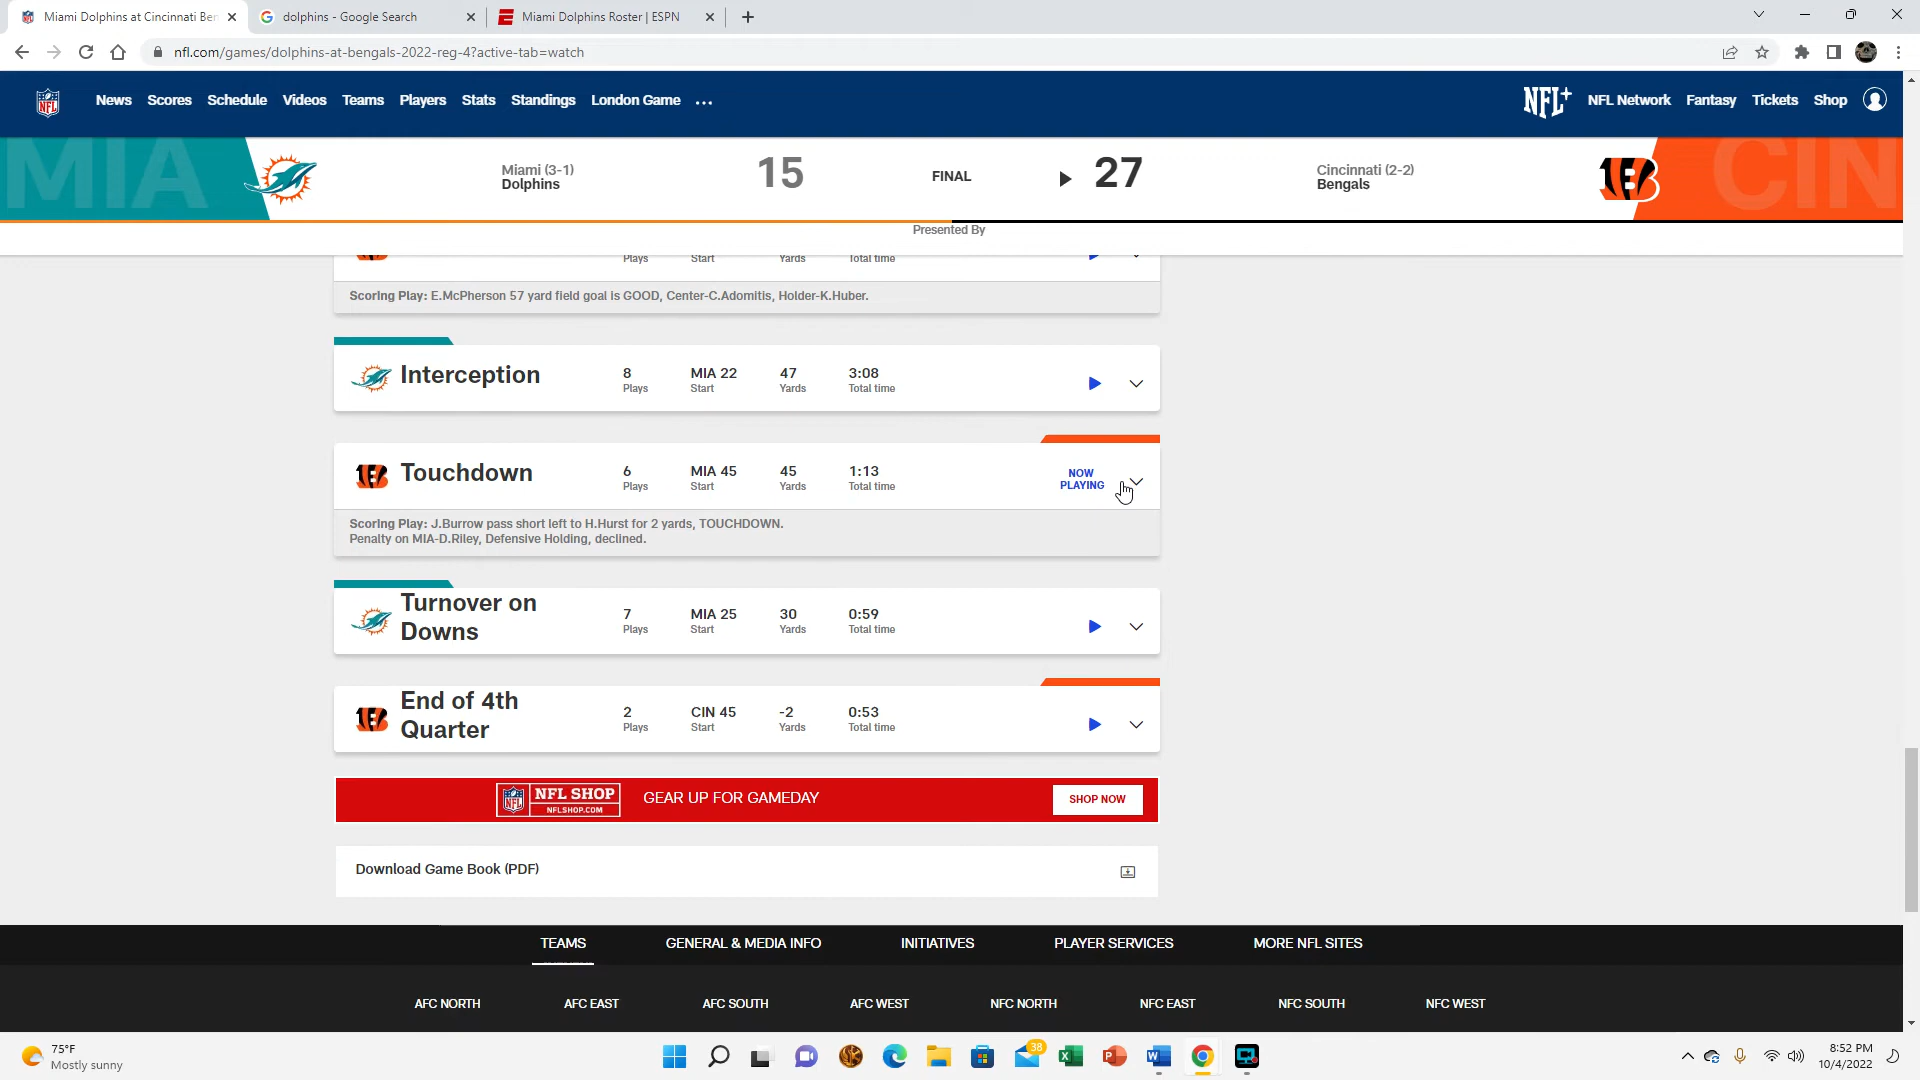 Miami Dolphins at Cincinnati Ben
dolphins - Google Search
Miami Dolphins Roster | ESPN
nfl.com/games/dolphins-at-bengals-2022-reg-4?active-tab=watch
NFL
News Scores Schedule Videos Teams Players Stats Standings London Game ...
NFL+ NFL Network Fantasy Tickets Shop
MIA
Miami (3-1)
Dolphins
15
FINAL
27
Cincinnati (2-2)
Bengals
CIN
Presented By
Plays Start Yards Total time
Scoring Play: E.McPherson 57 yard field goal is GOOD, Center-C.Adomitis, Holder-K.Huber.
Interception
8 MIA 22 47 3:08
Plays Start Yards Total time
Touchdown
6 MIA 45 45 1:13
Plays Start Yards Total time
NOW
PLAYING
Scoring Play: J.Burrow pass short left to H.Hurst for 2 yards, TOUCHDOWN.
Penalty on MIA-D.Riley, Defensive Holding, declined.
Turnover on
Downs
7 MIA 25 30 0:59
Plays Start Yards Total time
End of 4th
Quarter
2 CIN 45 -2 0:53
Plays Start Yards Total time
NFL SHOP
NFLSHOP.COM
GEAR UP FOR GAMEDAY
SHOP NOW
Download Game Book (PDF)
TEAMS GENERAL & MEDIA INFO INITIATIVES PLAYER SERVICES MORE NFL SITES
AFC NORTH AFC EAST AFC SOUTH AFC WEST NFC NORTH NFC EAST NFC SOUTH NFC WEST
75°F
Mostly sunny
38
8:52 PM
10/4/2022